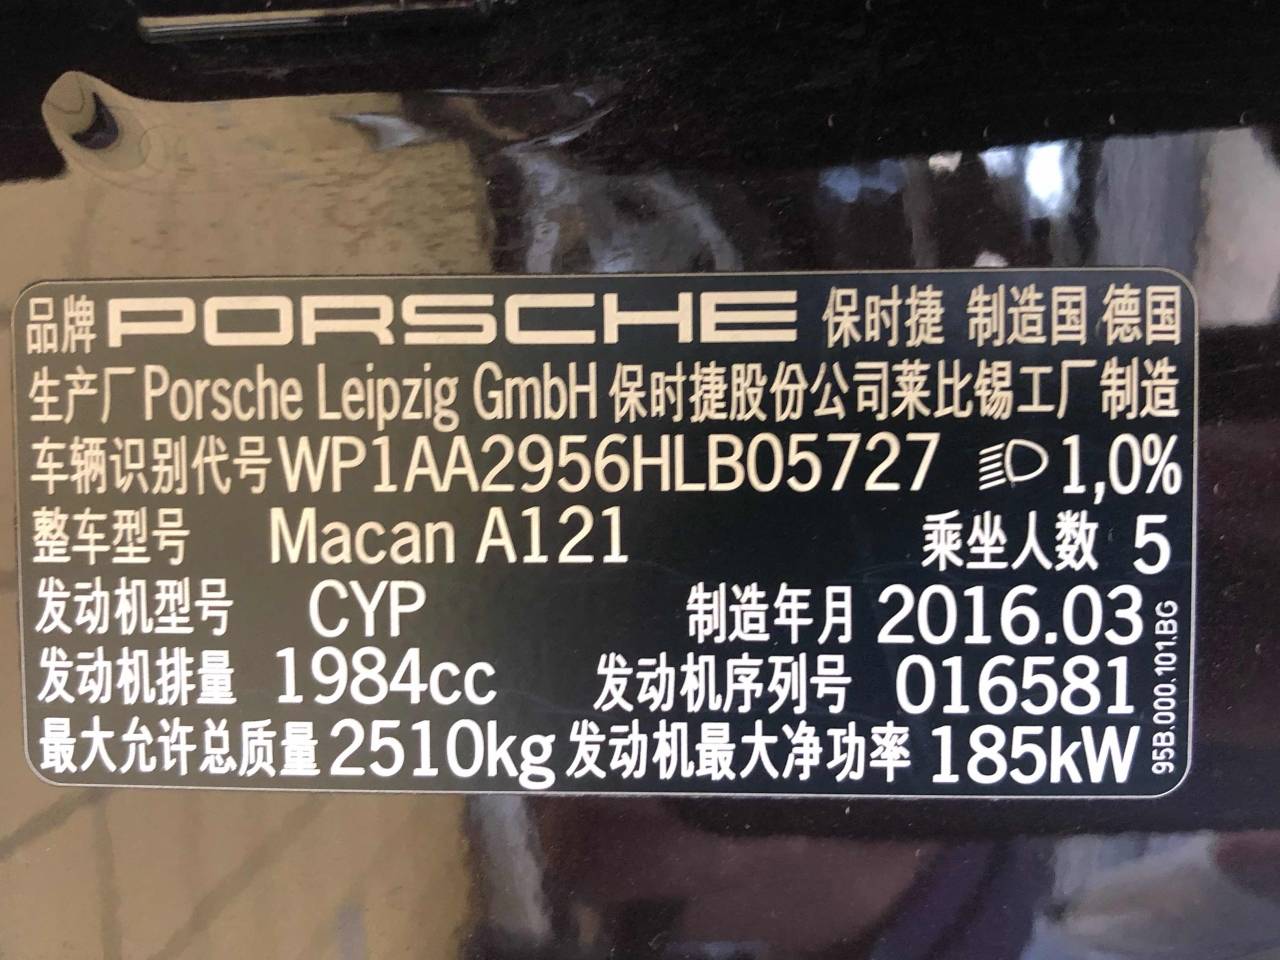 品牌 PORSCHE 保时捷 制造国 德国
生产厂 Porsche Leipzig GmbH 保时捷股份公司莱比锡工厂制造
车辆识别代号 WP1AA2956HLB05727 1,0%
整车型号 Macan A121 乘坐人数 5
发动机型号 CYP 制造年月 2016.03
发动机排量 1984cc 发动机序列号 016581
最大允许总质量 2510kg 发动机最大净功率 185kW
95B.000.101.BG